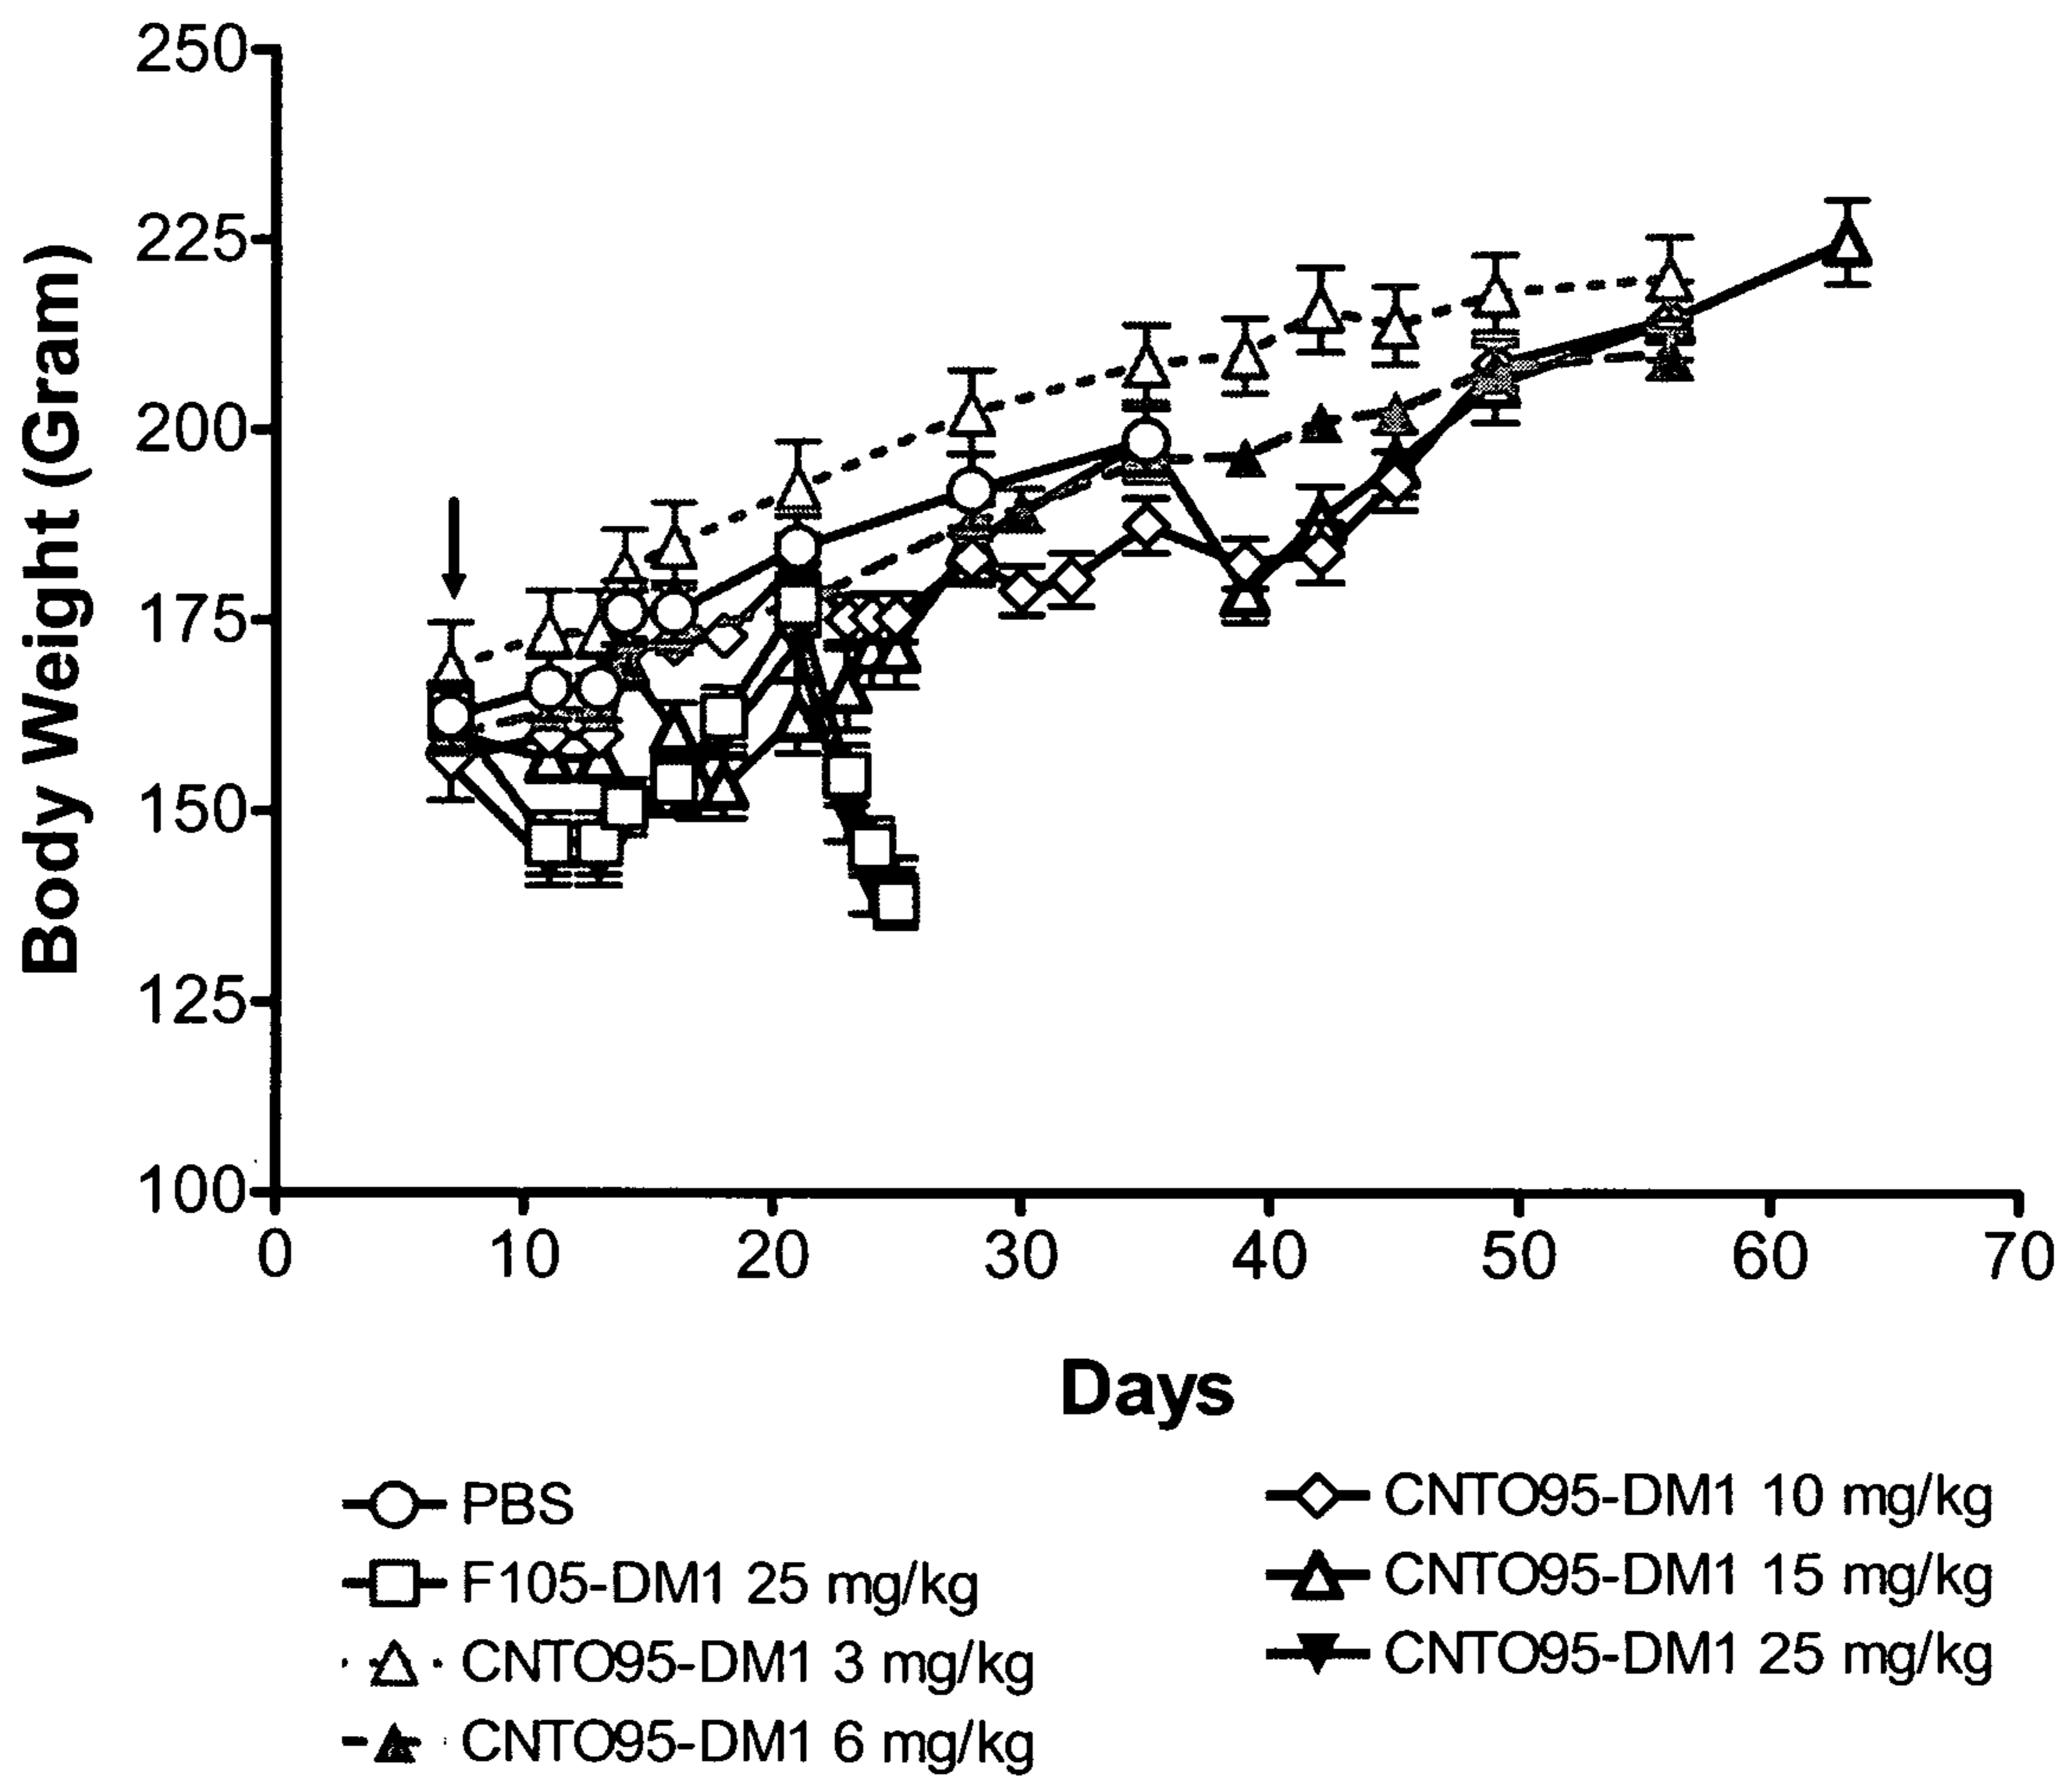 250
225
200
175
150
125
100
Body Weight (Gram)
0 10 20 30 40 50 60 70
Days
PBS
F105-DM1 25 mg/kg
CNTO95-DM1 3 mg/kg
CNTO95-DM1 6 mg/kg
CNTO95-DM1 10 mg/kg
CNTO95-DM1 15 mg/kg
CNTO95-DM1 25 mg/kg